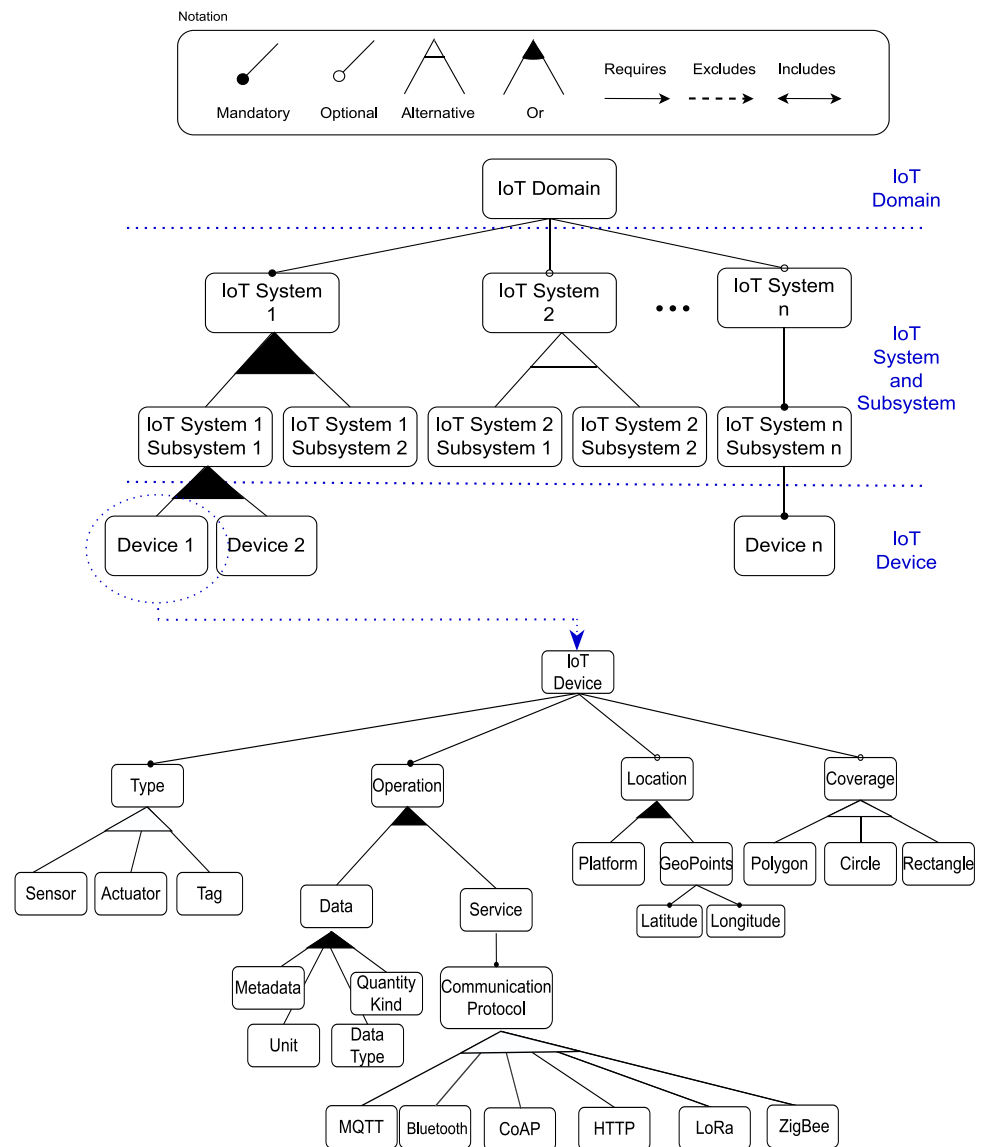 Notation
Mandatory
Optional
Alternative
Or
Requires
Excludes
Includes
IoT Domain
IoT
Domain
IoT System
1
IoT System
2
•••
IoT System
n
IoT
System
and
Subsystem
IoT System 1
Subsystem 1
IoT System 1
Subsystem 2
IoT System 2
Subsystem 1
IoT System 2
Subsystem 2
IoT System n
Subsystem n
Device 1
Device 2
Device n
IoT
Device
IoT
Device
Type
Operation
Location
Coverage
Sensor
Actuator
Tag
Data
Service
Platform
GeoPoints
Polygon
Circle
Rectangle
Latitude
Longitude
Metadata
Quantity
Kind
Unit
Data
Type
Communication
Protocol
MQTT
Bluetooth
CoAP
HTTP
LoRa
ZigBee